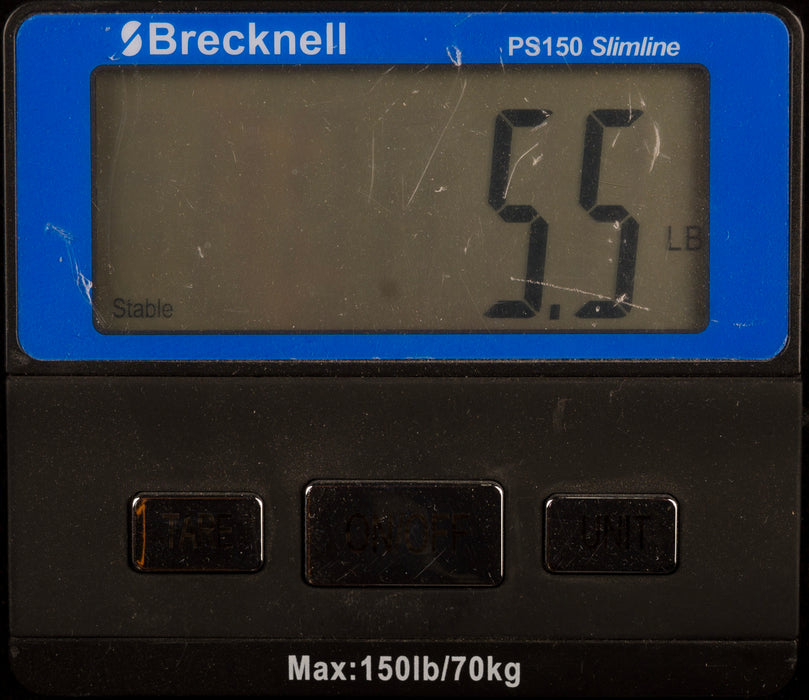 Brecknell
PS150 Slimline
5.5
LB
Stable
TARE
ON/OFF
UNIT
Max:150lb/70kg